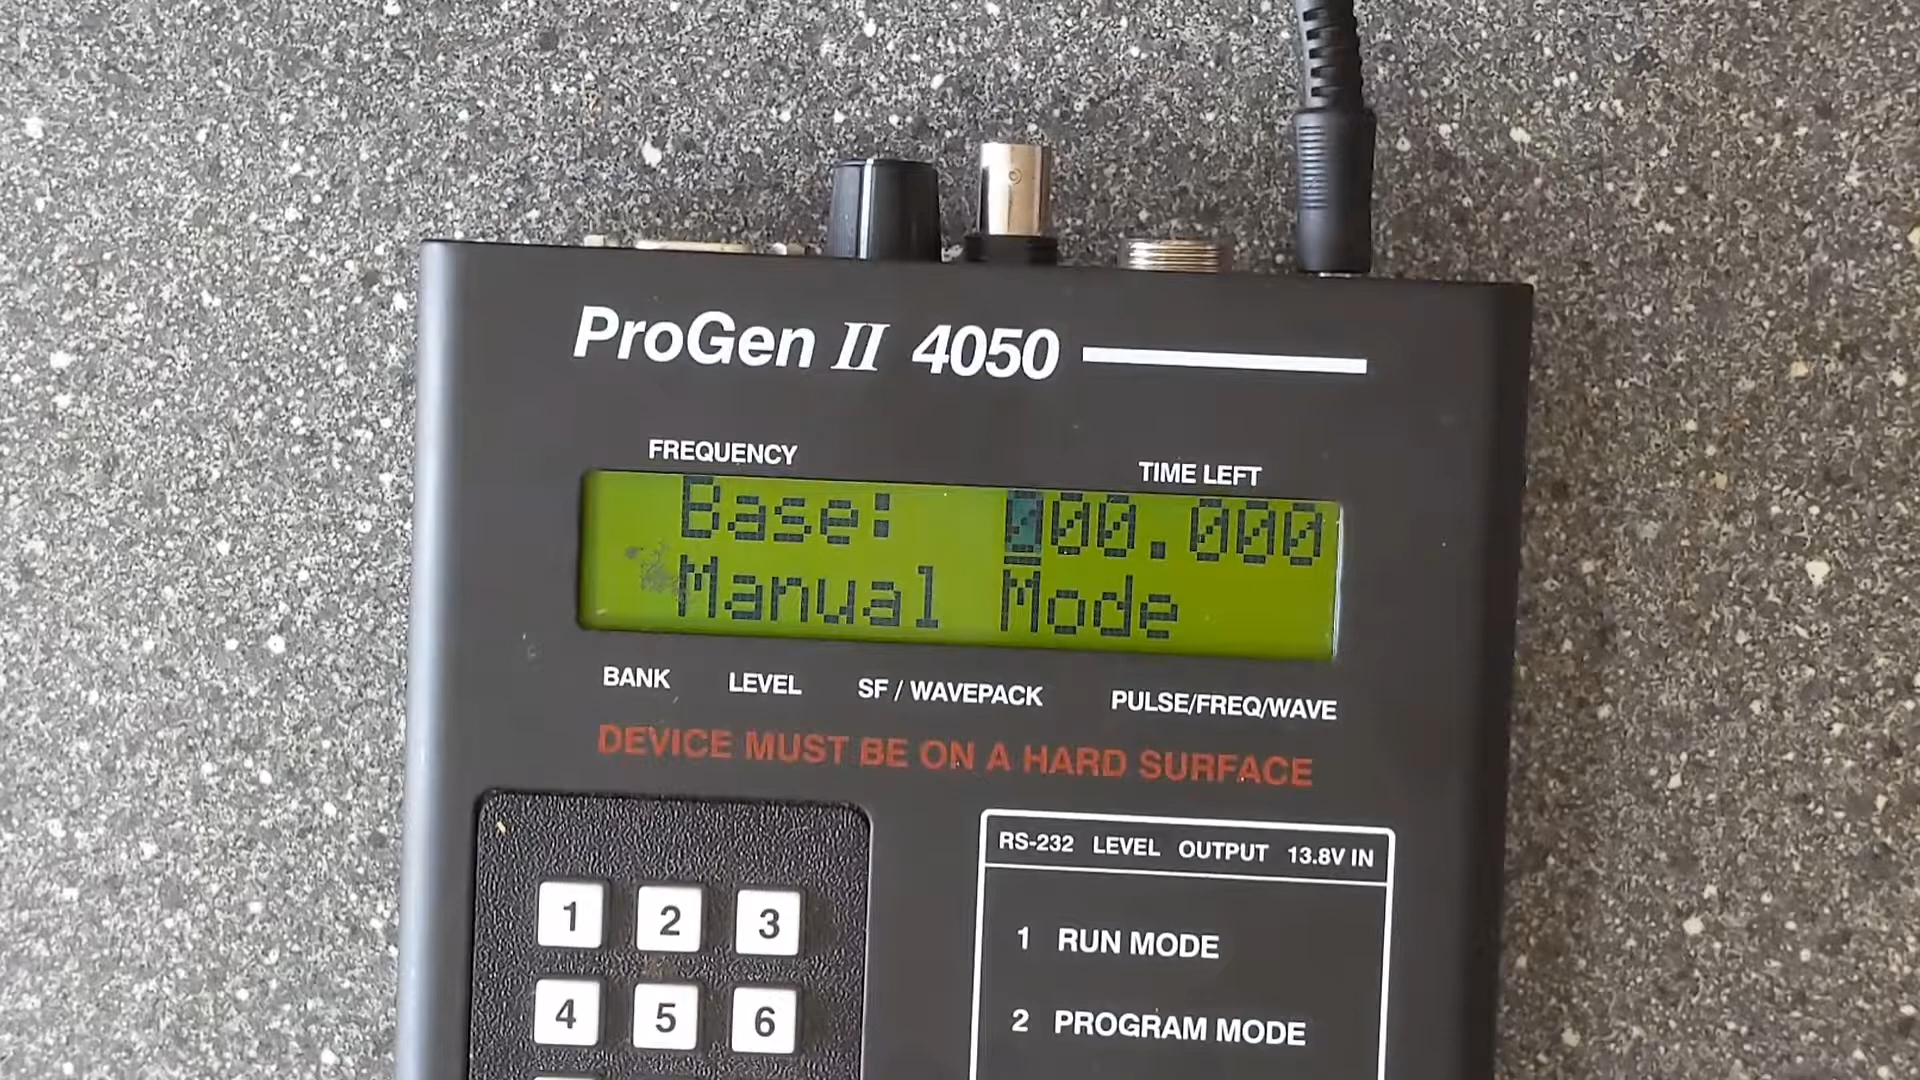 ProGen II 4050
FREQUENCY
TIME LEFT
Base: 000.000
Manual Mode
BANK LEVEL SF / WAVEPACK PULSE/FREQ/WAVE
DEVICE MUST BE ON A HARD SURFACE
RS-232 LEVEL OUTPUT 13.8V IN
1 2 3
4 5 6
1 RUN MODE
2 PROGRAM MODE